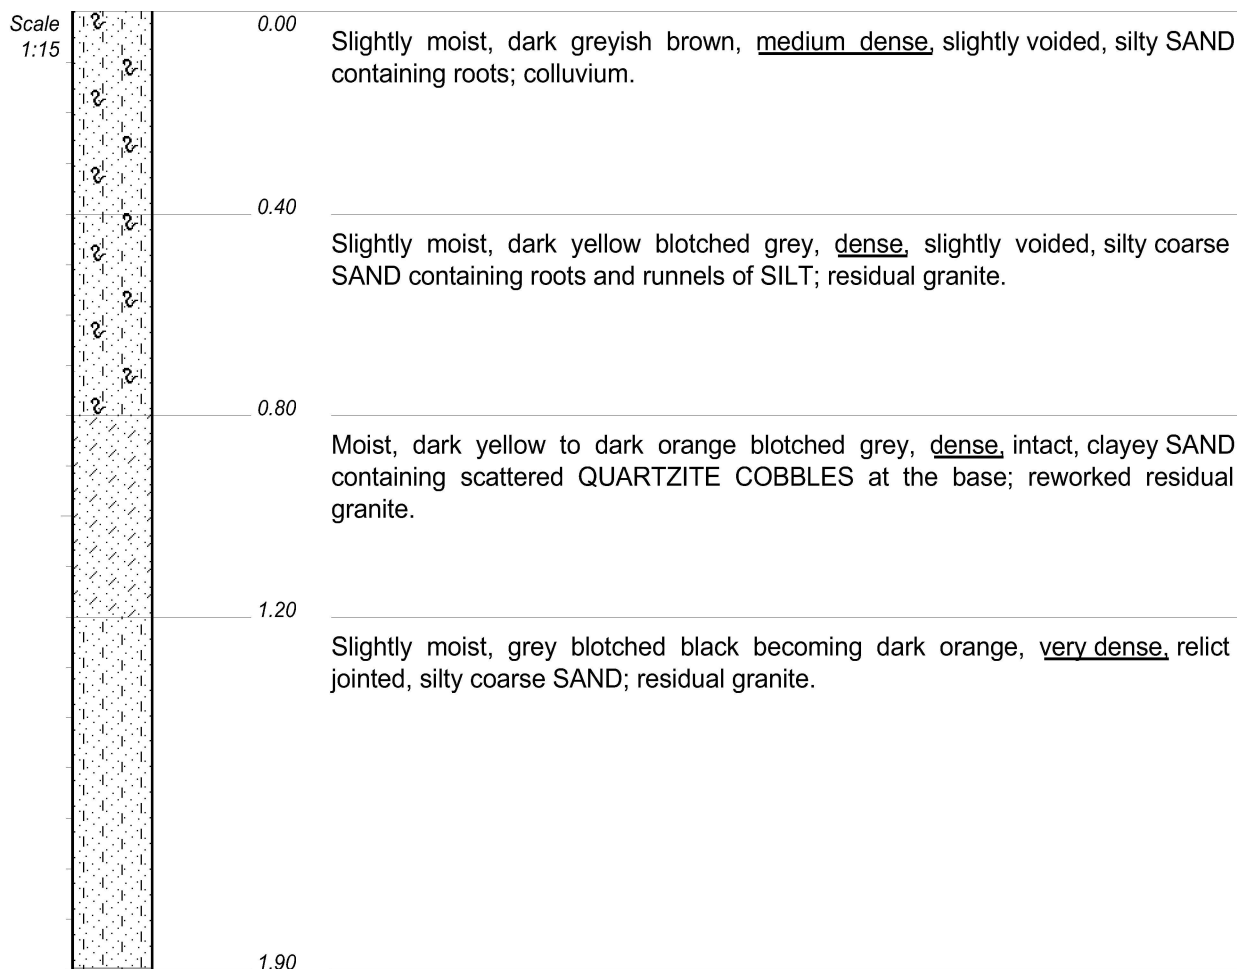 Scale
1:15
0.00
Slightly moist, dark greyish brown, medium dense, slightly voided, silty SAND
containing roots; colluvium.
0.40
Slightly moist, dark yellow blotched grey, dense, slightly voided, silty coarse
SAND containing roots and runnels of SILT; residual granite.
0.80
Moist, dark yellow to dark orange blotched grey, dense, intact, clayey SAND
containing scattered QUARTZITE COBBLES at the base; reworked residual
granite.
1.20
Slightly moist, grey blotched black becoming dark orange, very dense, relict
jointed, silty coarse SAND; residual granite.
1.90